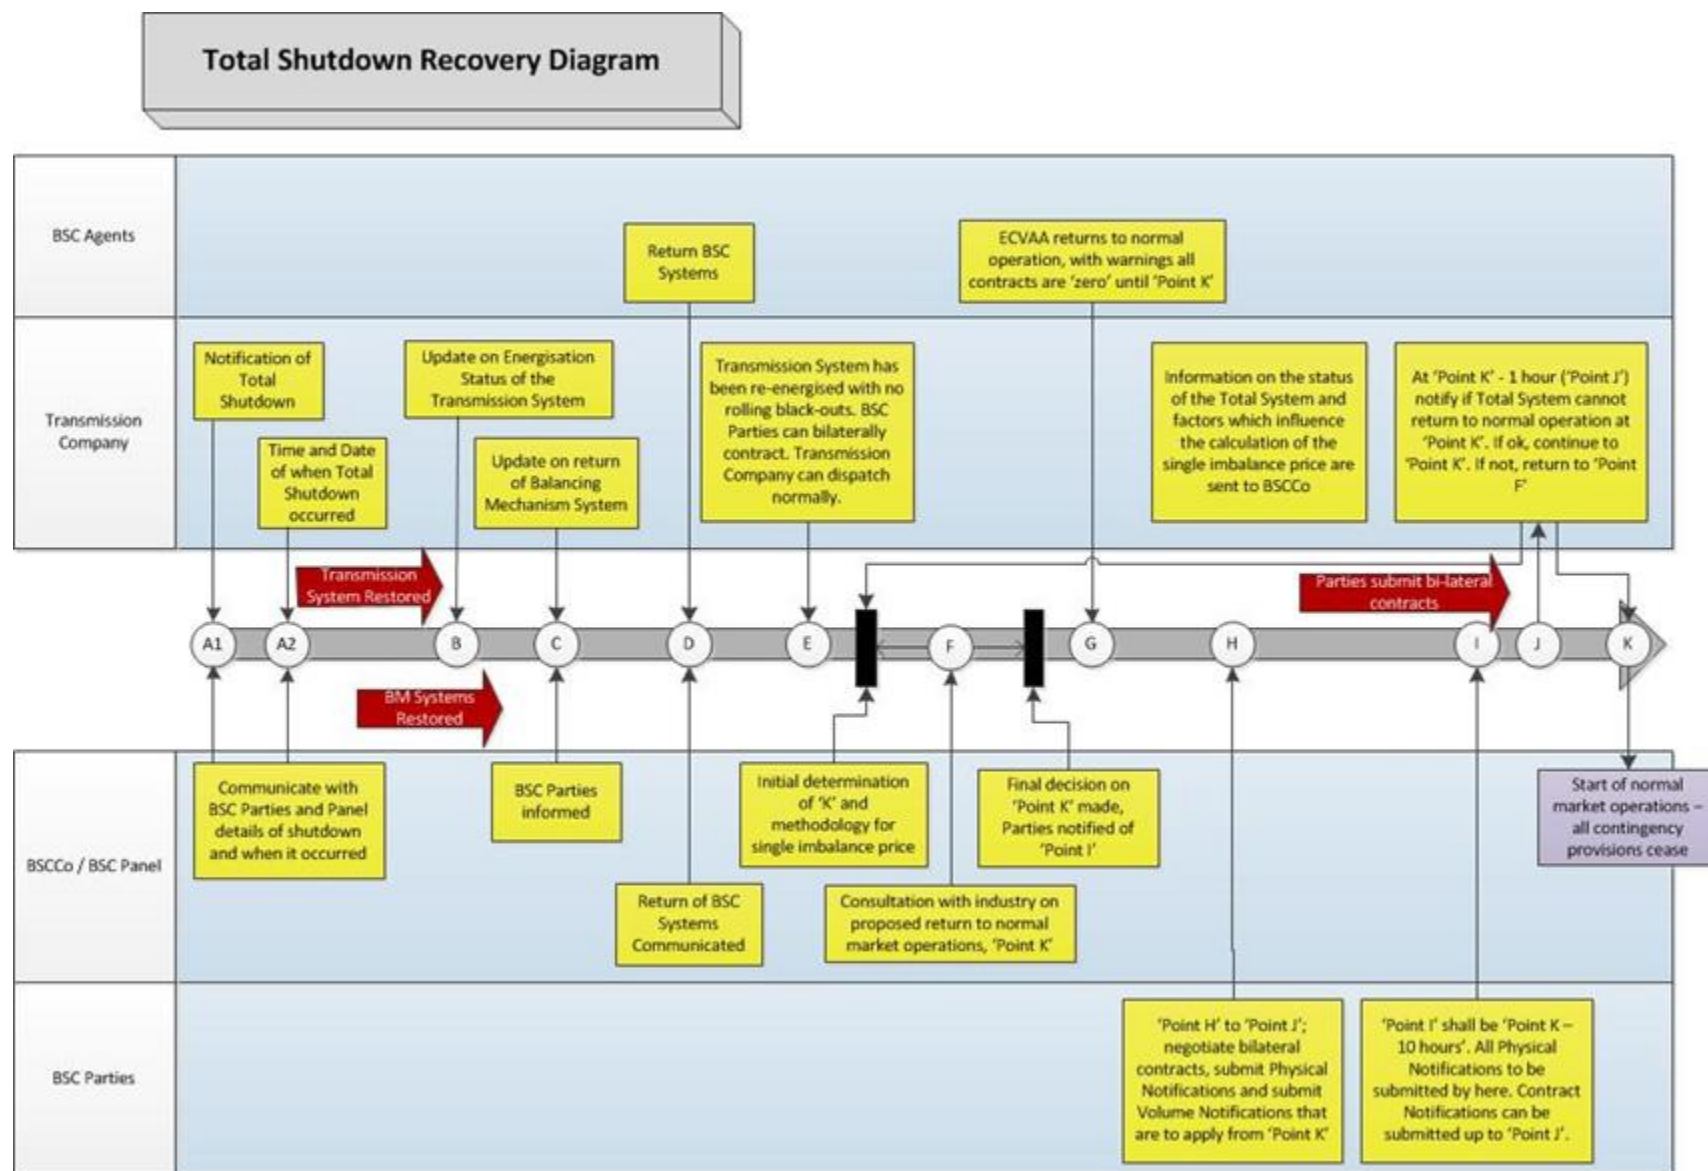 Total Shutdown Recovery Diagram
BSC Agents
Return BSC
Systems
ECVAA returns to normal
operation, with warnings all
contracts are ‘zero’ until ‘Point K’
Transmission
Company
Notification of
Total
Shutdown
Time and Date
of when Total
Shutdown
occurred
Update on Energisation
Status of the
Transmission System
Update on return
of Balancing
Mechanism System
Transmission System has
been re-energised with no
rolling black-outs. BSC
Parties can bilaterally
contract. Transmission
Company can dispatch
normally.
Information on the status
of the Total System and
factors which influence
the calculation of the
single imbalance price are
sent to BSCCo
At ‘Point K’ - 1 hour (‘Point J’)
notify if Total System cannot
return to normal operation at
‘Point K’. If ok, continue to
‘Point K’. If not, return to ‘Point
F’
Transmission
System Restored
Parties submit bi-lateral
contracts
A1
A2
B
C
D
E
F
G
H
I
J
K
BM Systems
Restored
BSCCo / BSC Panel
Communicate with
BSC Parties and Panel
details of shutdown
and when it occurred
BSC Parties
informed
Return of BSC
Systems
Communicated
Initial determination
of ‘K’ and
methodology for
single imbalance price
Consultation with industry on
proposed return to normal
market operations, ‘Point K’
Final decision on
‘Point K’ made,
Parties notified of
‘Point I’
Start of normal
market operations –
all contingency
provisions cease
BSC Parties
‘Point H’ to ‘Point J’;
negotiate bilateral
contracts, submit Physical
Notifications and submit
Volume Notifications that
are to apply from ‘Point K’
‘Point I’ shall be ‘Point K –
10 hours’. All Physical
Notifications to be
submitted by here. Contract
Notifications can be
submitted up to ‘Point J’.